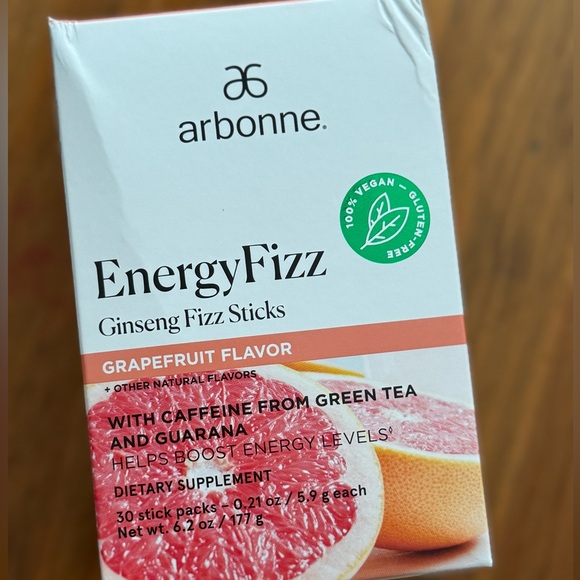 arbonne®
100% VEGAN — GLUTEN-FREE
EnergyFizz
Ginseng Fizz Sticks
GRAPEFRUIT FLAVOR
+ OTHER NATURAL FLAVORS
WITH CAFFEINE FROM GREEN TEA
AND GUARANA
HELPS BOOST ENERGY LEVELS◊
DIETARY SUPPLEMENT
30 stick packs – 0.21 oz / 5.9 g each
Net wt. 6.2 oz / 177 g